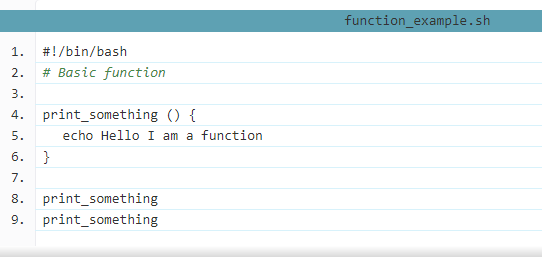 function_example.sh
1. #!/bin/bash
2. # Basic function
3.
4. print_something () {
5. echo Hello I am a function
6. }
7.
8. print_something
9. print_something